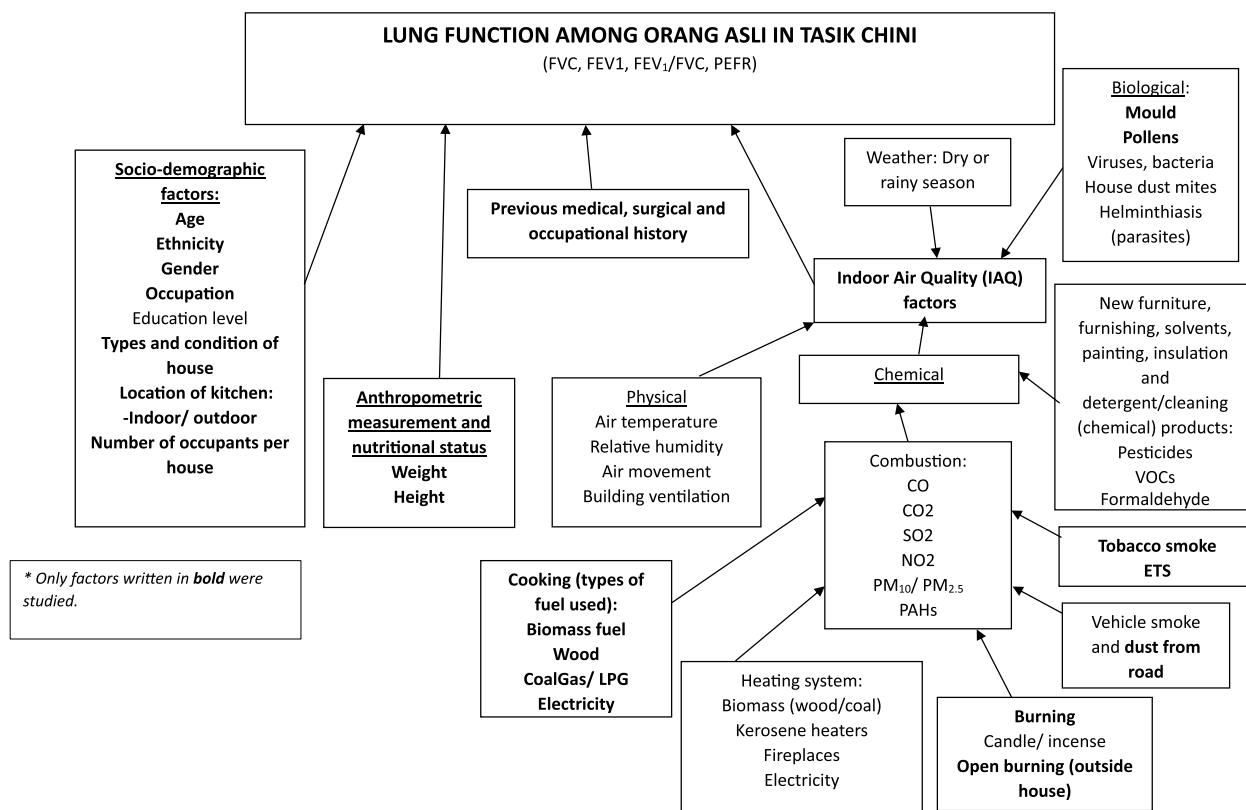 LUNG FUNCTION AMONG ORANG ASLI IN TASIK CHINI
(FVC, FEV1, FEV₁/FVC, PEFR)
Biological:
Mould
Pollens
Viruses, bacteria
House dust mites
Helminthiasis
(parasites)
Weather: Dry or
rainy season
Socio-demographic
factors:
Age
Ethnicity
Gender
Occupation
Education level
Types and condition of
house
Location of kitchen:
-Indoor/ outdoor
Number of occupants per
house
Previous medical, surgical and
occupational history
Indoor Air Quality (IAQ)
factors
New furniture,
furnishing, solvents,
painting, insulation
and
detergent/cleaning
(chemical) products:
Pesticides
VOCs
Formaldehyde
Chemical
Anthropometric
measurement and
nutritional status
Weight
Height
Physical
Air temperature
Relative humidity
Air movement
Building ventilation
Combustion:
CO
CO2
SO2
NO2
PM₁₀/ PM₂.₅
PAHs
Tobacco smoke
ETS
* Only factors written in bold were
studied.
Cooking (types of
fuel used):
Biomass fuel
Wood
CoalGas/ LPG
Electricity
Vehicle smoke
and dust from
road
Heating system:
Biomass (wood/coal)
Kerosene heaters
Fireplaces
Electricity
Burning
Candle/ incense
Open burning (outside
house)